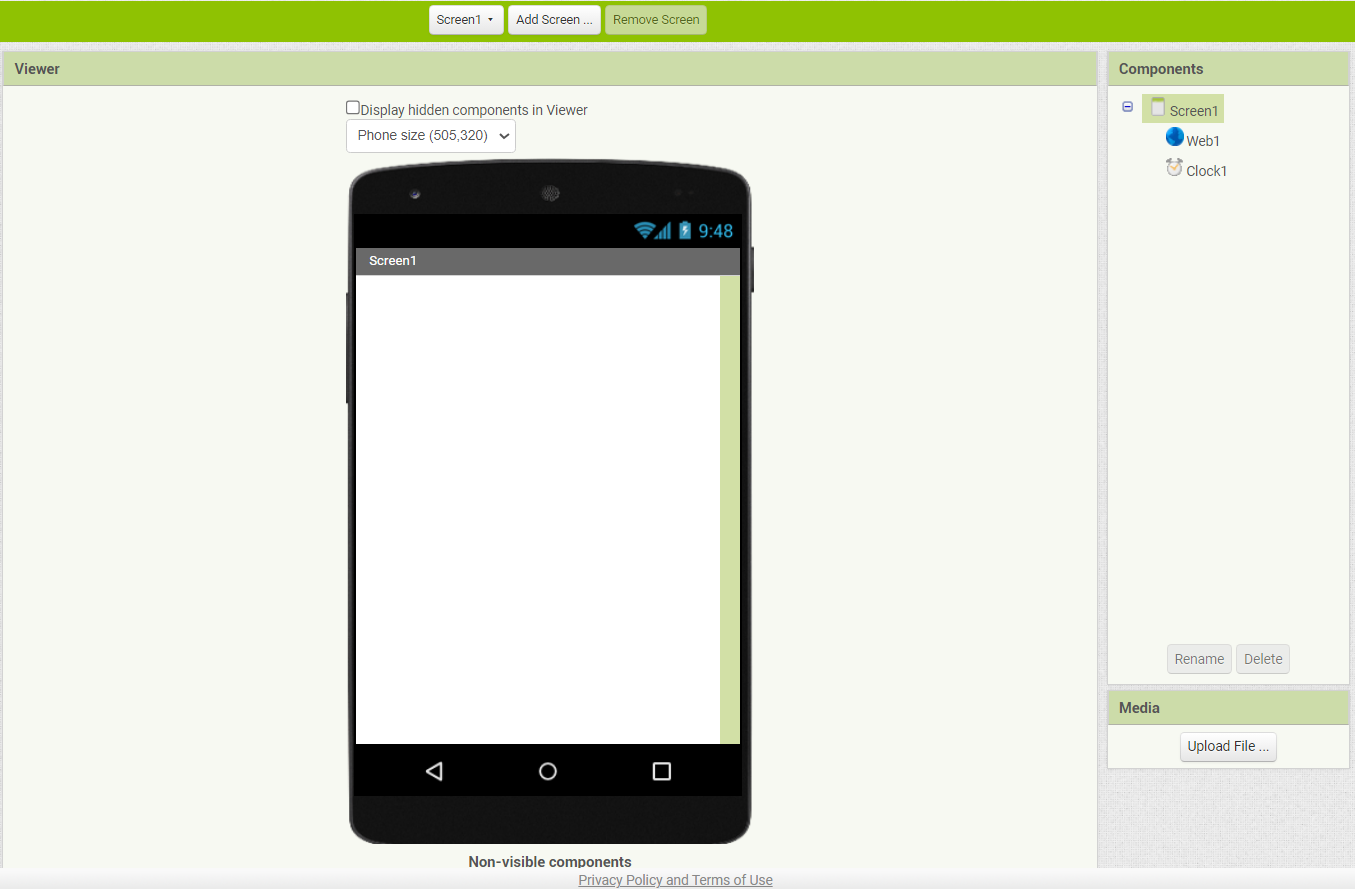 Screen1 Add Screen ... Remove Screen
Viewer
Display hidden components in Viewer
Phone size (505,320)
9:48
Screen1
Non-visible components
Components
Screen1
Web1
Clock1
Rename Delete
Media
Upload File ...
Privacy Policy and Terms of Use